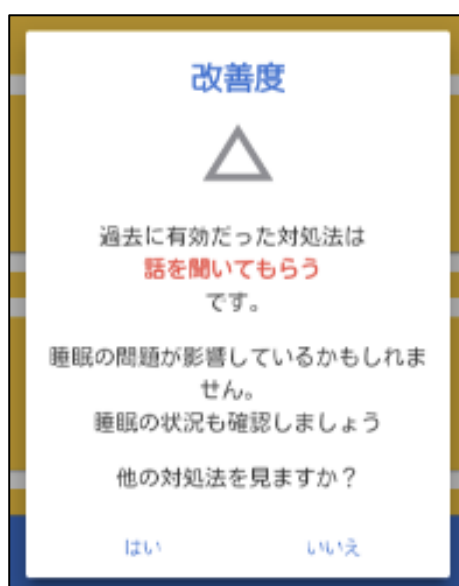 改善度
過去に有効だった対処法は
話を聞いてもらう
です。
睡眠の問題が影響しているかもしれま
せん。
睡眠の状況も確認しましょう
他の対処法を見ますか？
はい
いいえ